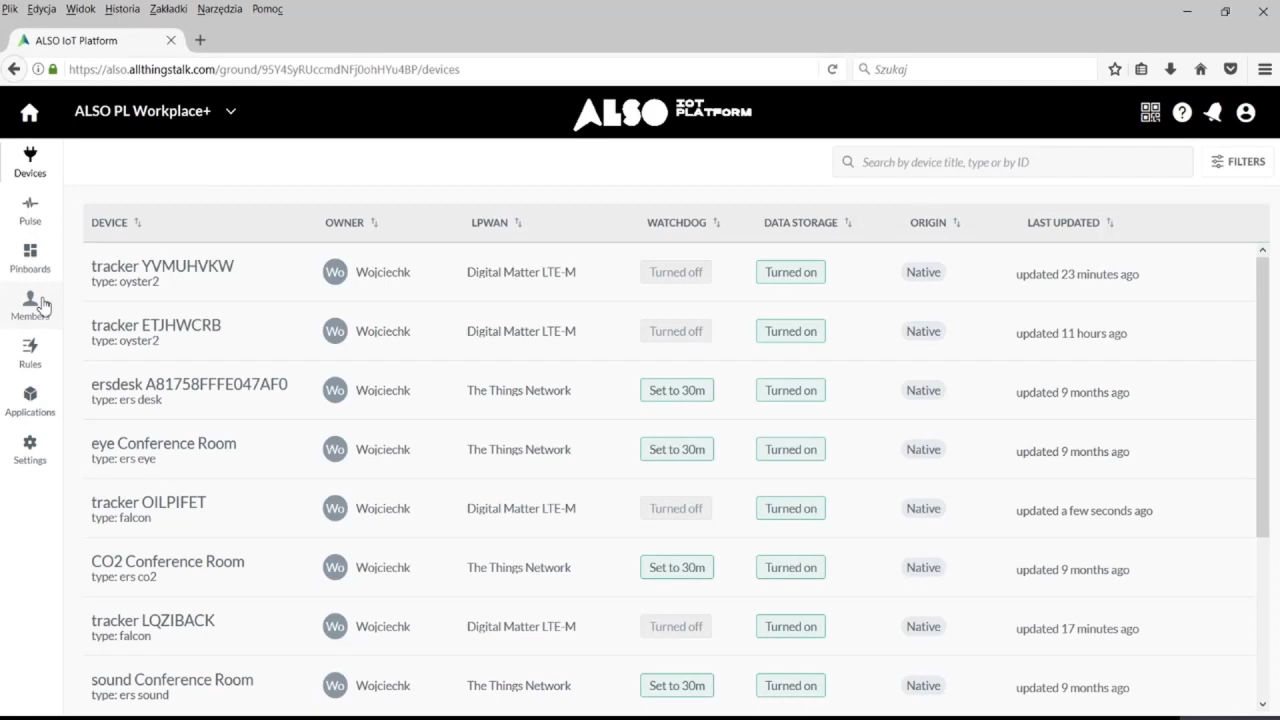 Plik Edycja Widok Historia Zakładki Narzędzia Pomoc
ALSO IoT Platform
https://also.allthingstalk.com/ground/95Y4SyRUccmdNFj0ohHYu4BP/devices
Szukaj
ALSO PL Workplace+
ALSO IOT PLATFORM
Devices
Pulse
Pinboards
Members
Rules
Applications
Settings
Search by device title, type or by ID
FILTERS
DEVICE OWNER LPWAN WATCHDOG DATA STORAGE ORIGIN LAST UPDATED
tracker YVMUHVKW
type: oyster2
Wo Wojciechk Digital Matter LTE-M Turned off Turned on Native updated 23 minutes ago
tracker ETJHWCRB
type: oyster2
Wo Wojciechk Digital Matter LTE-M Turned off Turned on Native updated 11 hours ago
ersdesk A81758FFFE047AF0
type: ers desk
Wo Wojciechk The Things Network Set to 30m Turned on Native updated 9 months ago
eye Conference Room
type: ers eye
Wo Wojciechk The Things Network Set to 30m Turned on Native updated 9 months ago
tracker OILPIFET
type: falcon
Wo Wojciechk Digital Matter LTE-M Turned off Turned on Native updated a few seconds ago
CO2 Conference Room
type: ers co2
Wo Wojciechk The Things Network Set to 30m Turned on Native updated 9 months ago
tracker LQZIBACK
type: falcon
Wo Wojciechk Digital Matter LTE-M Turned off Turned on Native updated 17 minutes ago
sound Conference Room
type: ers sound
Wo Wojciechk The Things Network Set to 30m Turned on Native updated 9 months ago